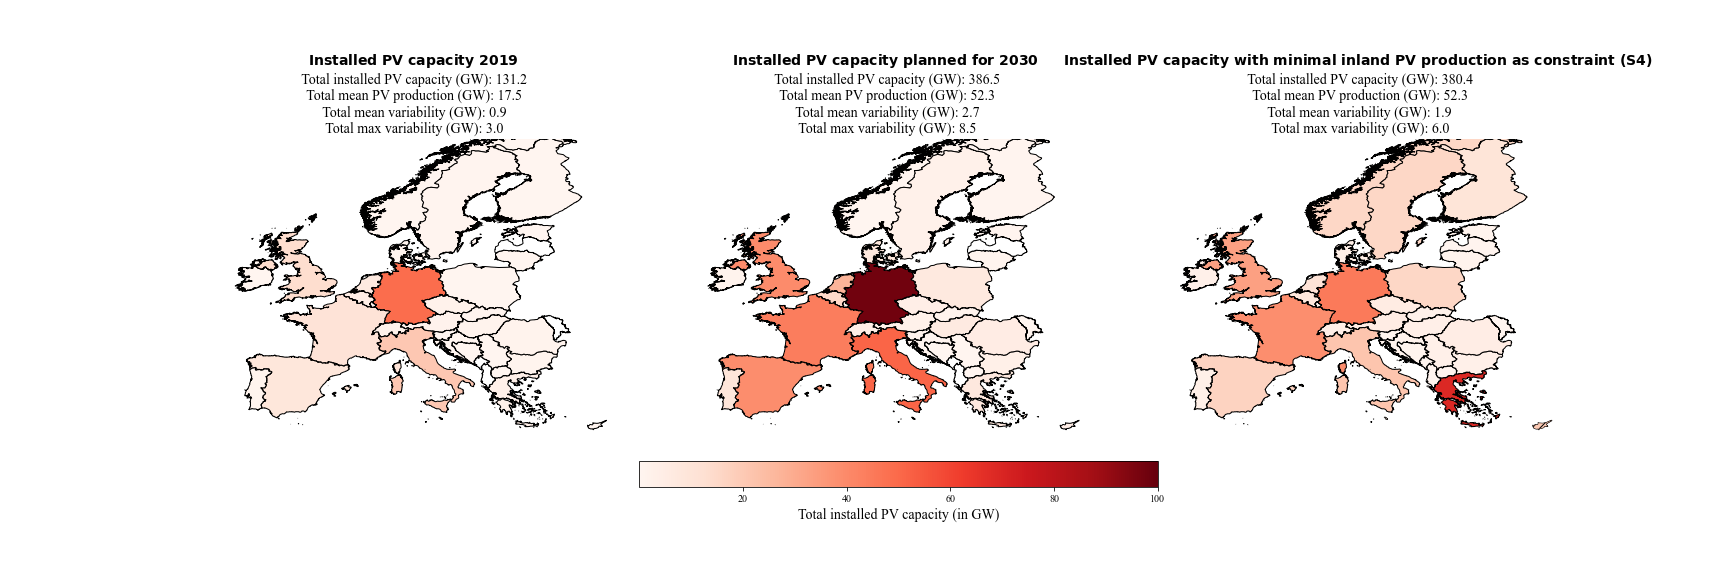 Installed PV capacity 2019
Total installed PV capacity (GW): 131.2
Total mean PV production (GW): 17.5
Total mean variability (GW): 0.9
Total max variability (GW): 3.0
Installed PV capacity planned for 2030
Total installed PV capacity (GW): 386.5
Total mean PV production (GW): 52.3
Total mean variability (GW): 2.7
Total max variability (GW): 8.5
Installed PV capacity with minimal inland PV production as constraint (S4)
Total installed PV capacity (GW): 380.4
Total mean PV production (GW): 52.3
Total mean variability (GW): 1.9
Total max variability (GW): 6.0
20 40 60 80 100
Total installed PV capacity (in GW)